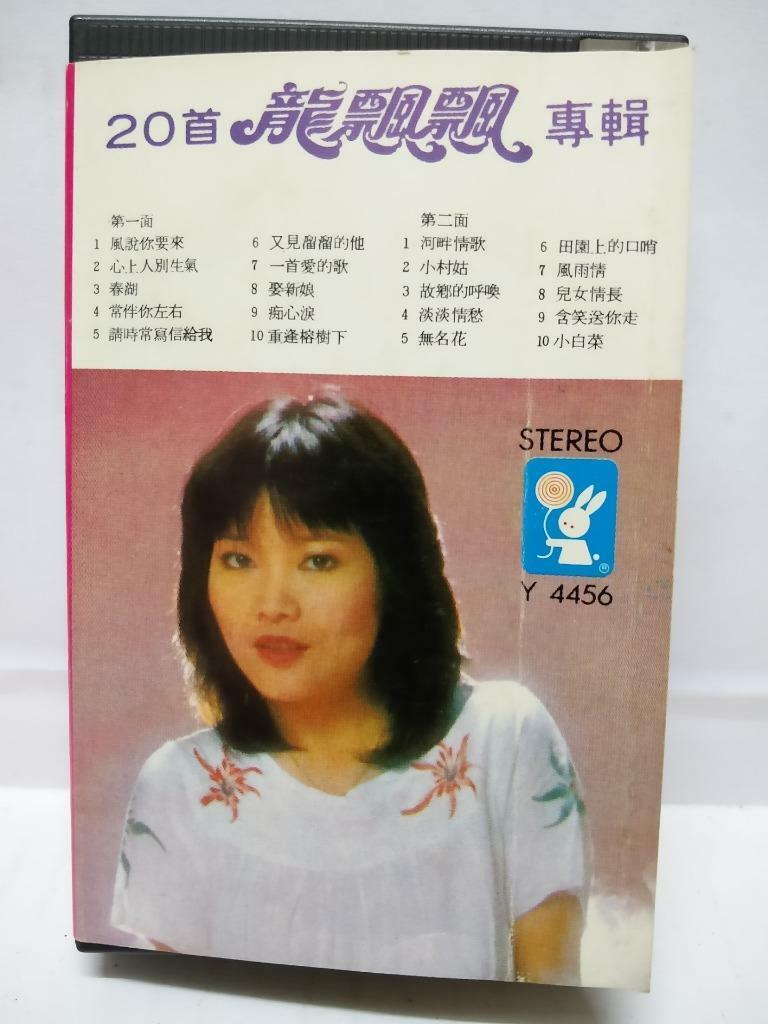 20首 龍飄飄 專輯
第一面
1 風說你要來
2 心上人別生氣
3 春湖
4 常伴你左右
5 請時常寫信給我
6 又見溜溜的他
7 一首愛的歌
8 娶新娘
9 痴心淚
10 重逢榕樹下
第二面
1 河畔情歌
2 小村姑
3 故鄉的呼喚
4 淡淡情愁
5 無名花
6 田園上的口哨
7 風雨情
8 兒女情長
9 含笑送你走
10 小白菜
STEREO
®
Y 4456